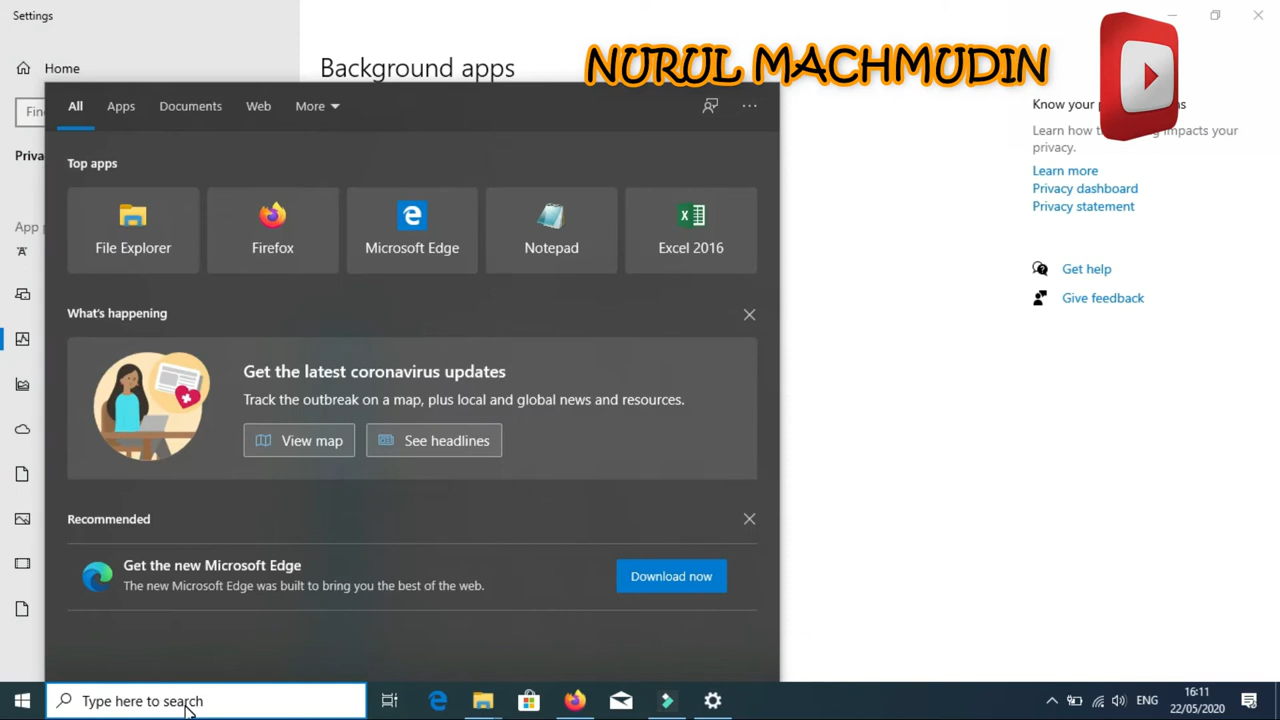 Settings
NURUL MACHMUDIN
Home
Background apps
Fin
All
Apps
Documents
Web
More
Know your p
s
Learn how t
ng impacts your
privacy.
Priva
Top apps
Learn more
Privacy dashboard
Privacy statement
App p
File Explorer
Firefox
Microsoft Edge
Notepad
Excel 2016
Get help
Give feedback
What's happening
Get the latest coronavirus updates
Track the outbreak on a map, plus local and global news and resources.
View map
See headlines
Recommended
Get the new Microsoft Edge
The new Microsoft Edge was built to bring you the best of the web.
Download now
Type here to search
ENG
16:11
22/05/2020